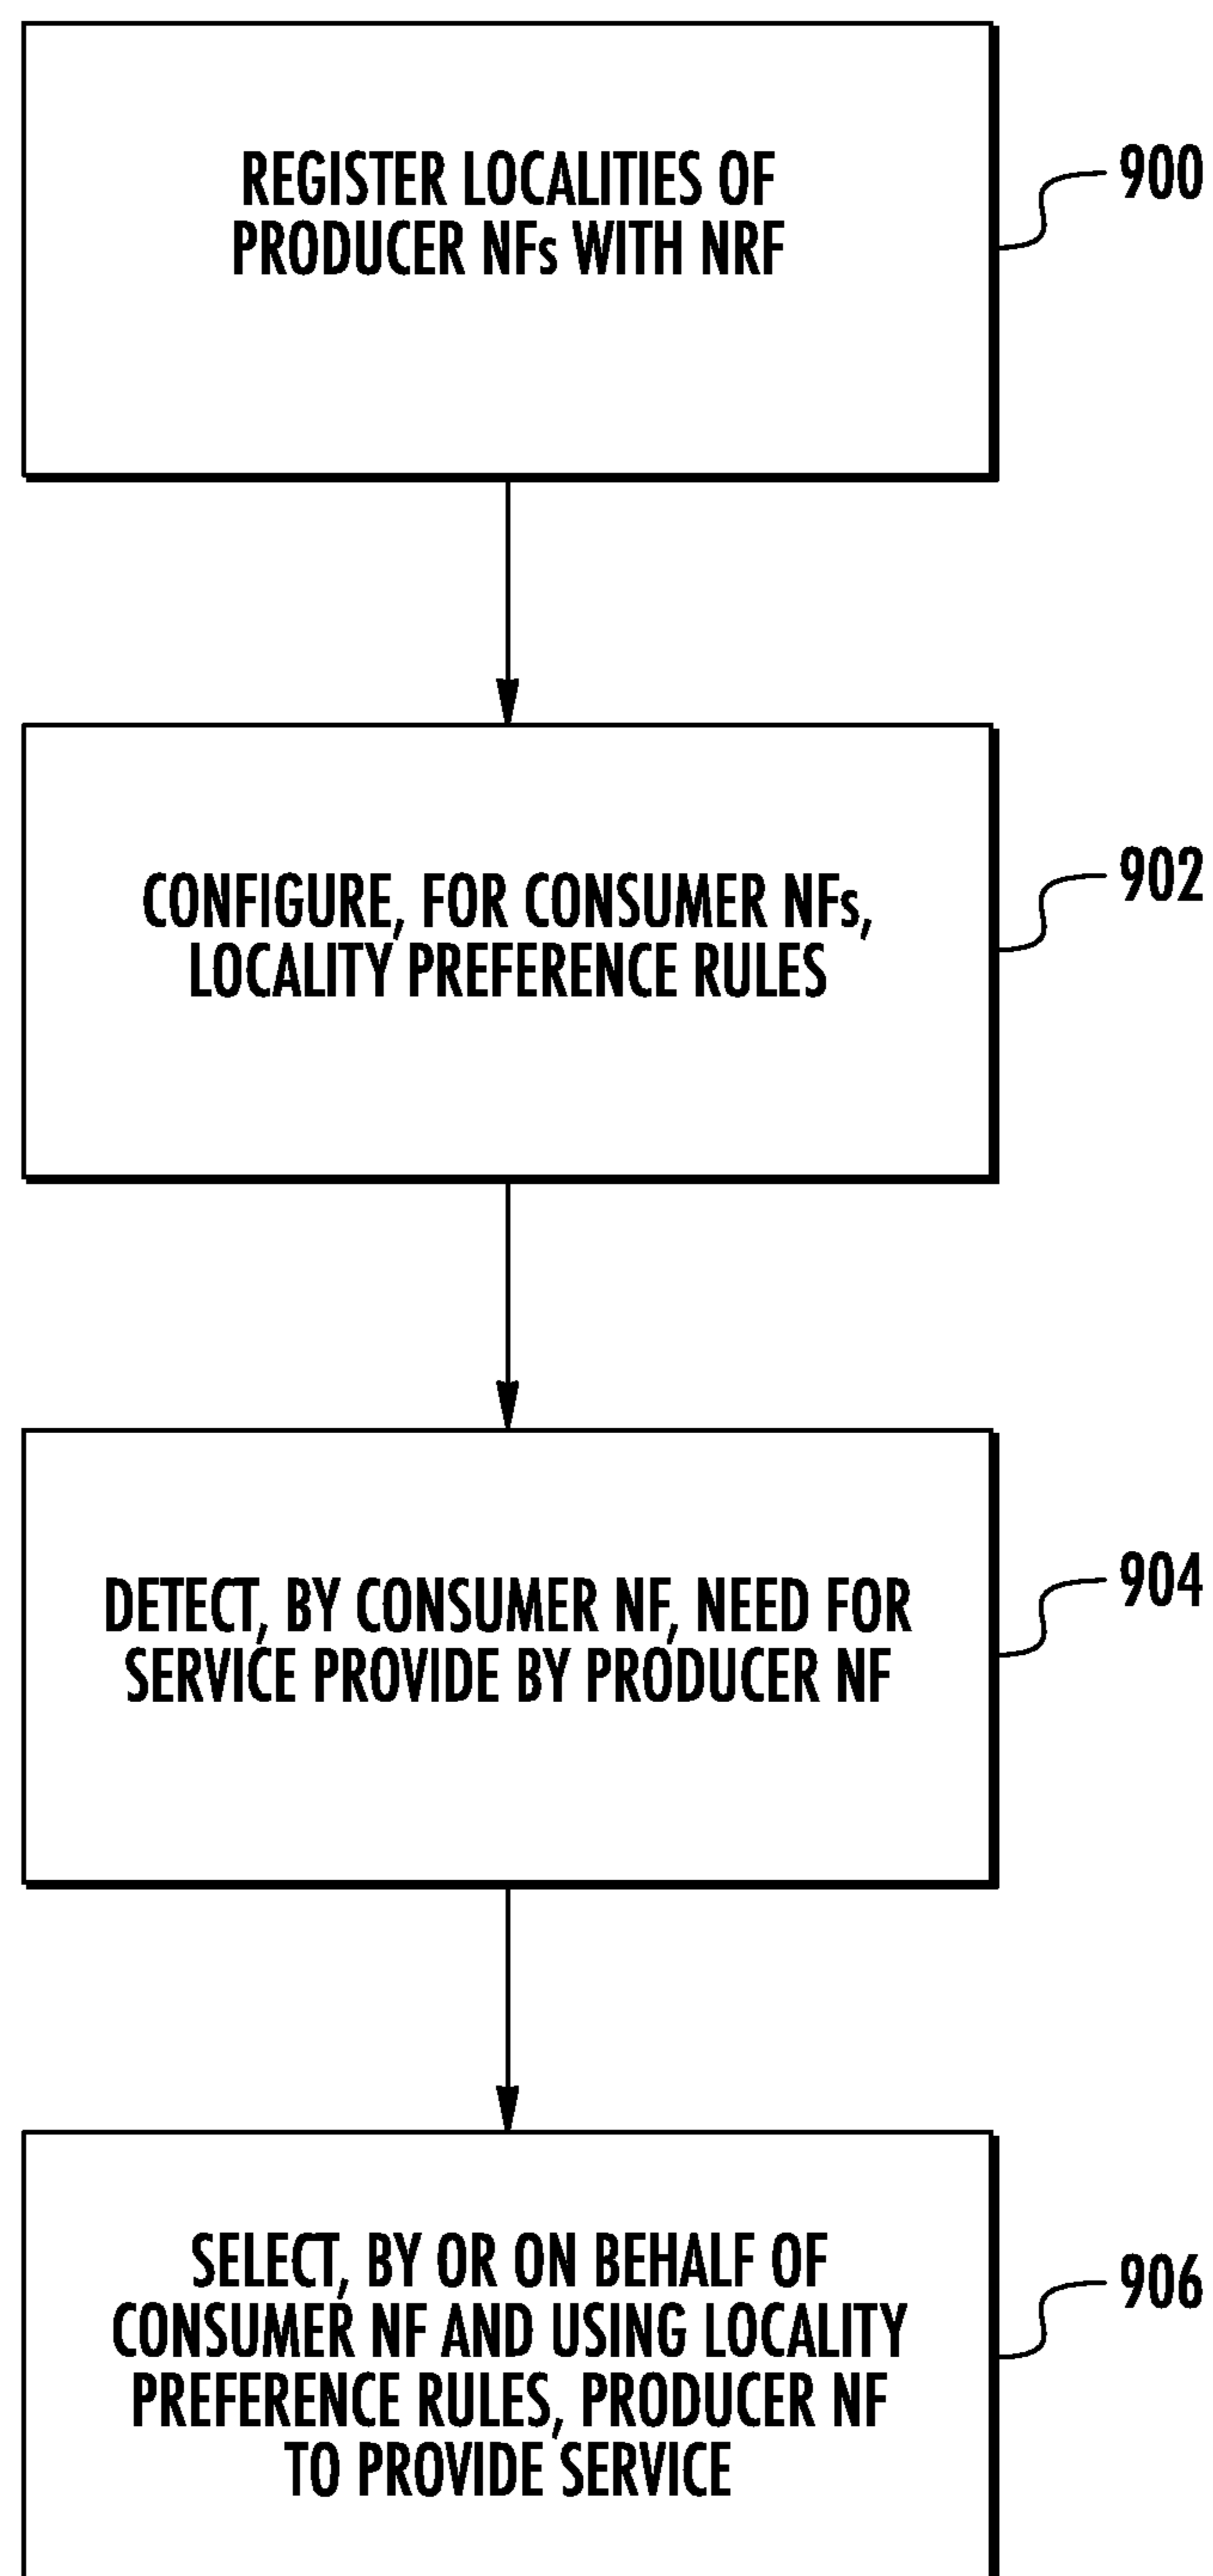 REGISTER LOCALITIES OF
PRODUCER NFs WITH NRF
900
CONFIGURE, FOR CONSUMER NFs,
LOCALITY PREFERENCE RULES
902
DETECT, BY CONSUMER NF, NEED FOR
SERVICE PROVIDE BY PRODUCER NF
904
SELECT, BY OR ON BEHALF OF
CONSUMER NF AND USING LOCALITY
PREFERENCE RULES, PRODUCER NF
TO PROVIDE SERVICE
906